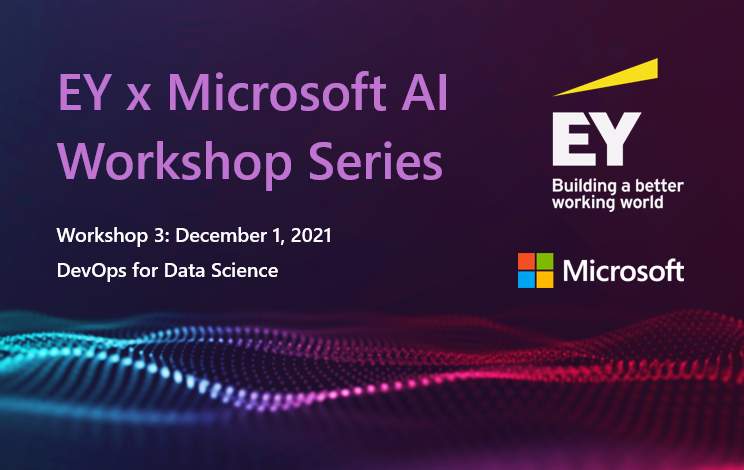 EY x Microsoft AI
Workshop Series
Workshop 3: December 1, 2021
DevOps for Data Science
EY
Building a better
working world
Microsoft